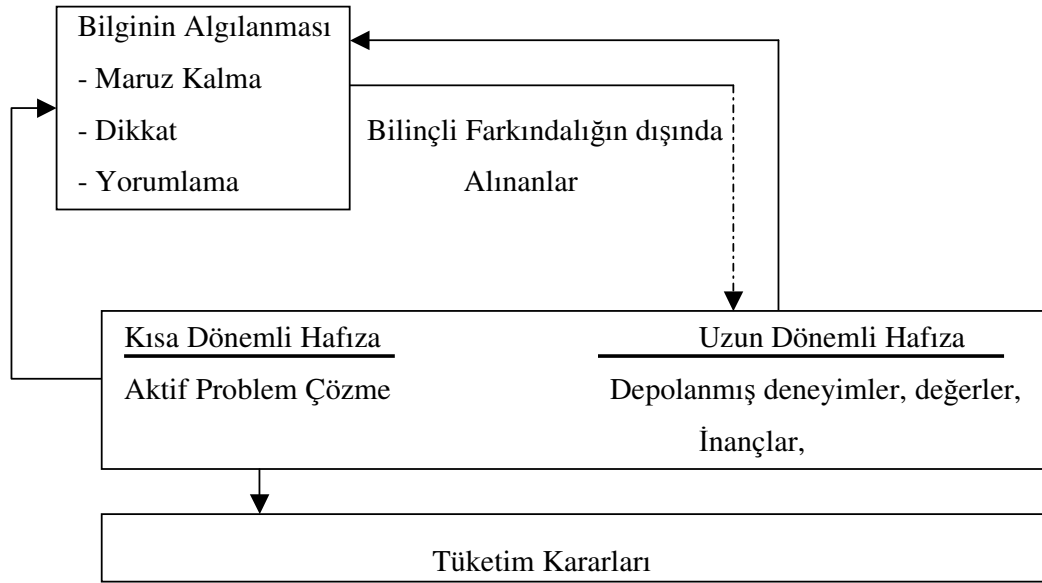 Bilginin Algılanması
- Maruz Kalma
- Dikkat
- Yorumlama
Bilinçli Farkındalığın dışında
Alınanlar
Kısa Dönemli Hafıza
Aktif Problem Çözme
Uzun Dönemli Hafıza
Depolanmış deneyimler, değerler,
İnançlar,
Tüketim Kararları